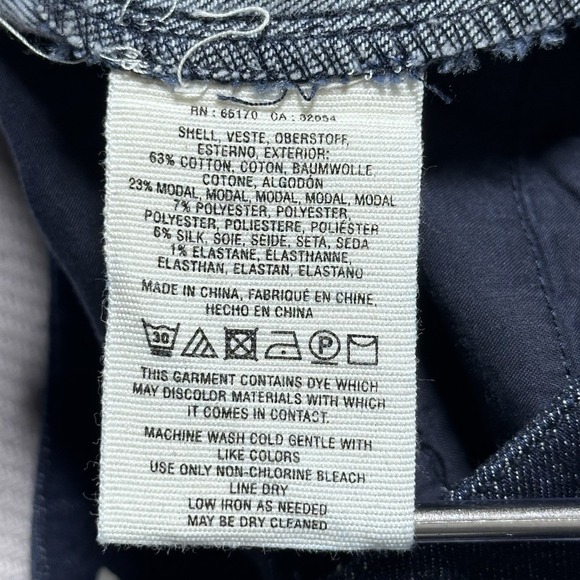 RN : 65170 CA : 32054
SHELL, VESTE, OBERSTOFF,
ESTERNO, EXTERIOR:
63% COTTON, COTON, BAUMWOLLE,
COTONE, ALGODÓN
23% MODAL, MODAL, MODAL, MODAL, MODAL
7% POLYESTER, POLYESTER,
POLYESTER, POLIESTERE, POLIÉSTER
6% SILK, SOIE, SEIDE, SETA, SEDA
1% ELASTANE, ÉLASTHANNE,
ELASTHAN, ELASTAN, ELASTANO
MADE IN CHINA, FABRIQUÉ EN CHINE,
HECHO EN CHINA
30 P
THIS GARMENT CONTAINS DYE WHICH
MAY DISCOLOR MATERIALS WITH WHICH
IT COMES IN CONTACT.
MACHINE WASH COLD GENTLE WITH
LIKE COLORS
USE ONLY NON-CHLORINE BLEACH
LINE DRY
LOW IRON AS NEEDED
MAY BE DRY CLEANED